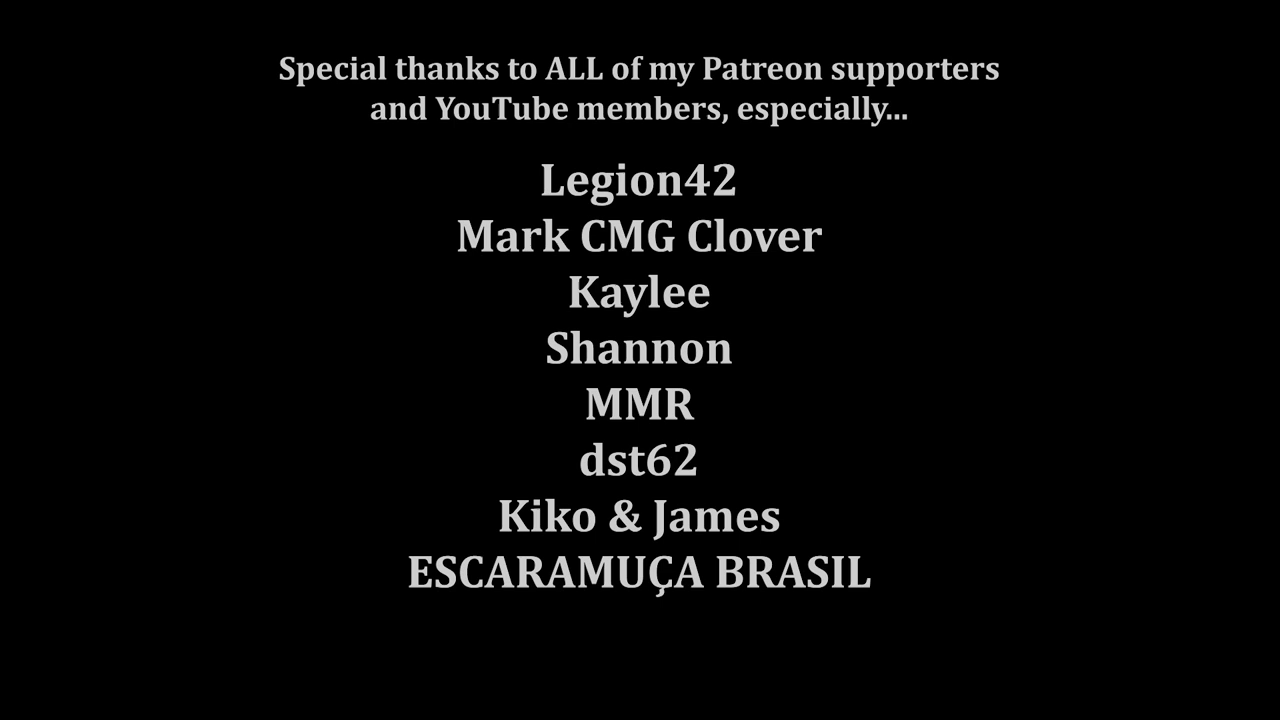 Special thanks to ALL of my Patreon supporters
and YouTube members, especially...
Legion42
Mark CMG Clover
Kaylee
Shannon
MMR
dst62
Kiko & James
ESCARAMUÇA BRASIL